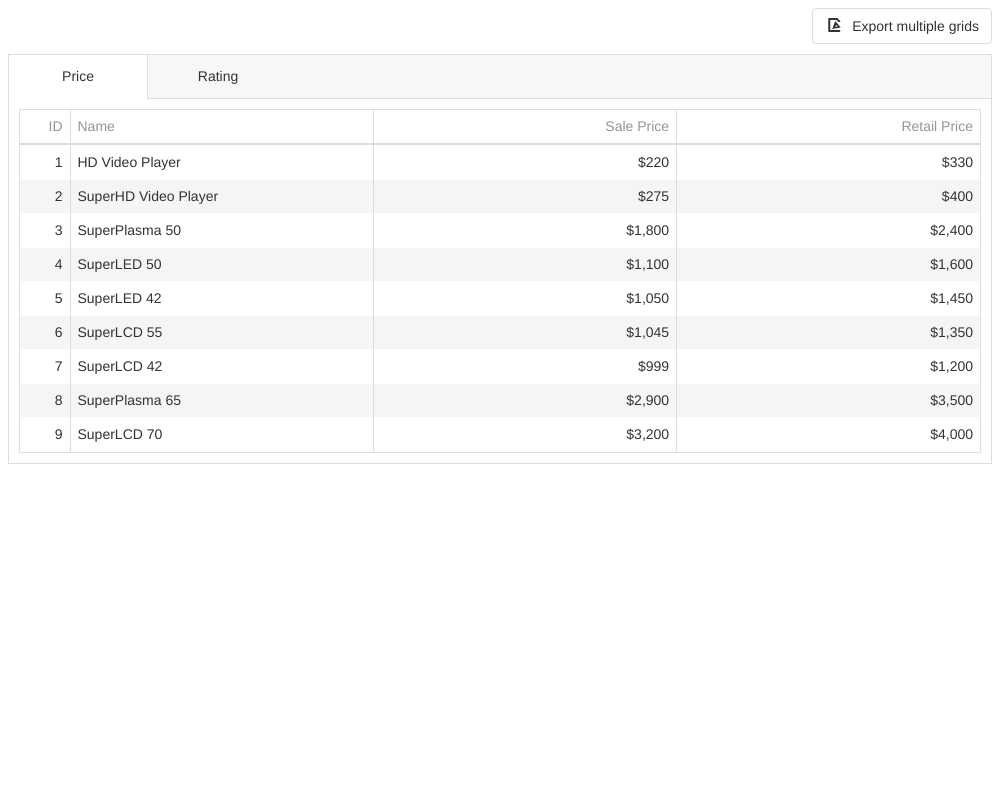 Export multiple grids
Price Rating
ID Name Sale Price Retail Price
1 HD Video Player $220 $330
2 SuperHD Video Player $275 $400
3 SuperPlasma 50 $1,800 $2,400
4 SuperLED 50 $1,100 $1,600
5 SuperLED 42 $1,050 $1,450
6 SuperLCD 55 $1,045 $1,350
7 SuperLCD 42 $999 $1,200
8 SuperPlasma 65 $2,900 $3,500
9 SuperLCD 70 $3,200 $4,000